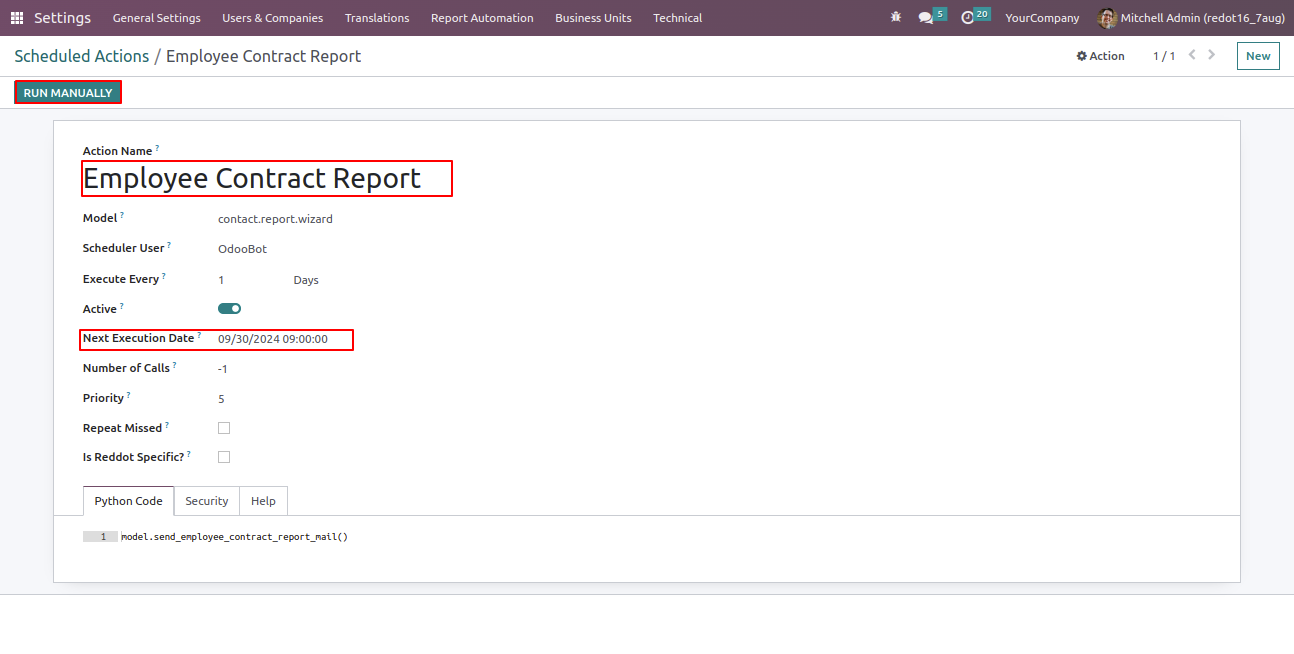 Settings General Settings Users & Companies Translations Report Automation Business Units Technical 5 20 YourCompany Mitchell Admin (redot16_7aug)
Scheduled Actions / Employee Contract Report Action 1 / 1 New
RUN MANUALLY
Action Name ?
Employee Contract Report
Model ? contact.report.wizard
Scheduler User ? OdooBot
Execute Every ? 1 Days
Active ?
Next Execution Date ? 09/30/2024 09:00:00
Number of Calls ? -1
Priority ? 5
Repeat Missed ?
Is Reddot Specific? ?
Python Code Security Help
1 model.send_employee_contract_report_mail()